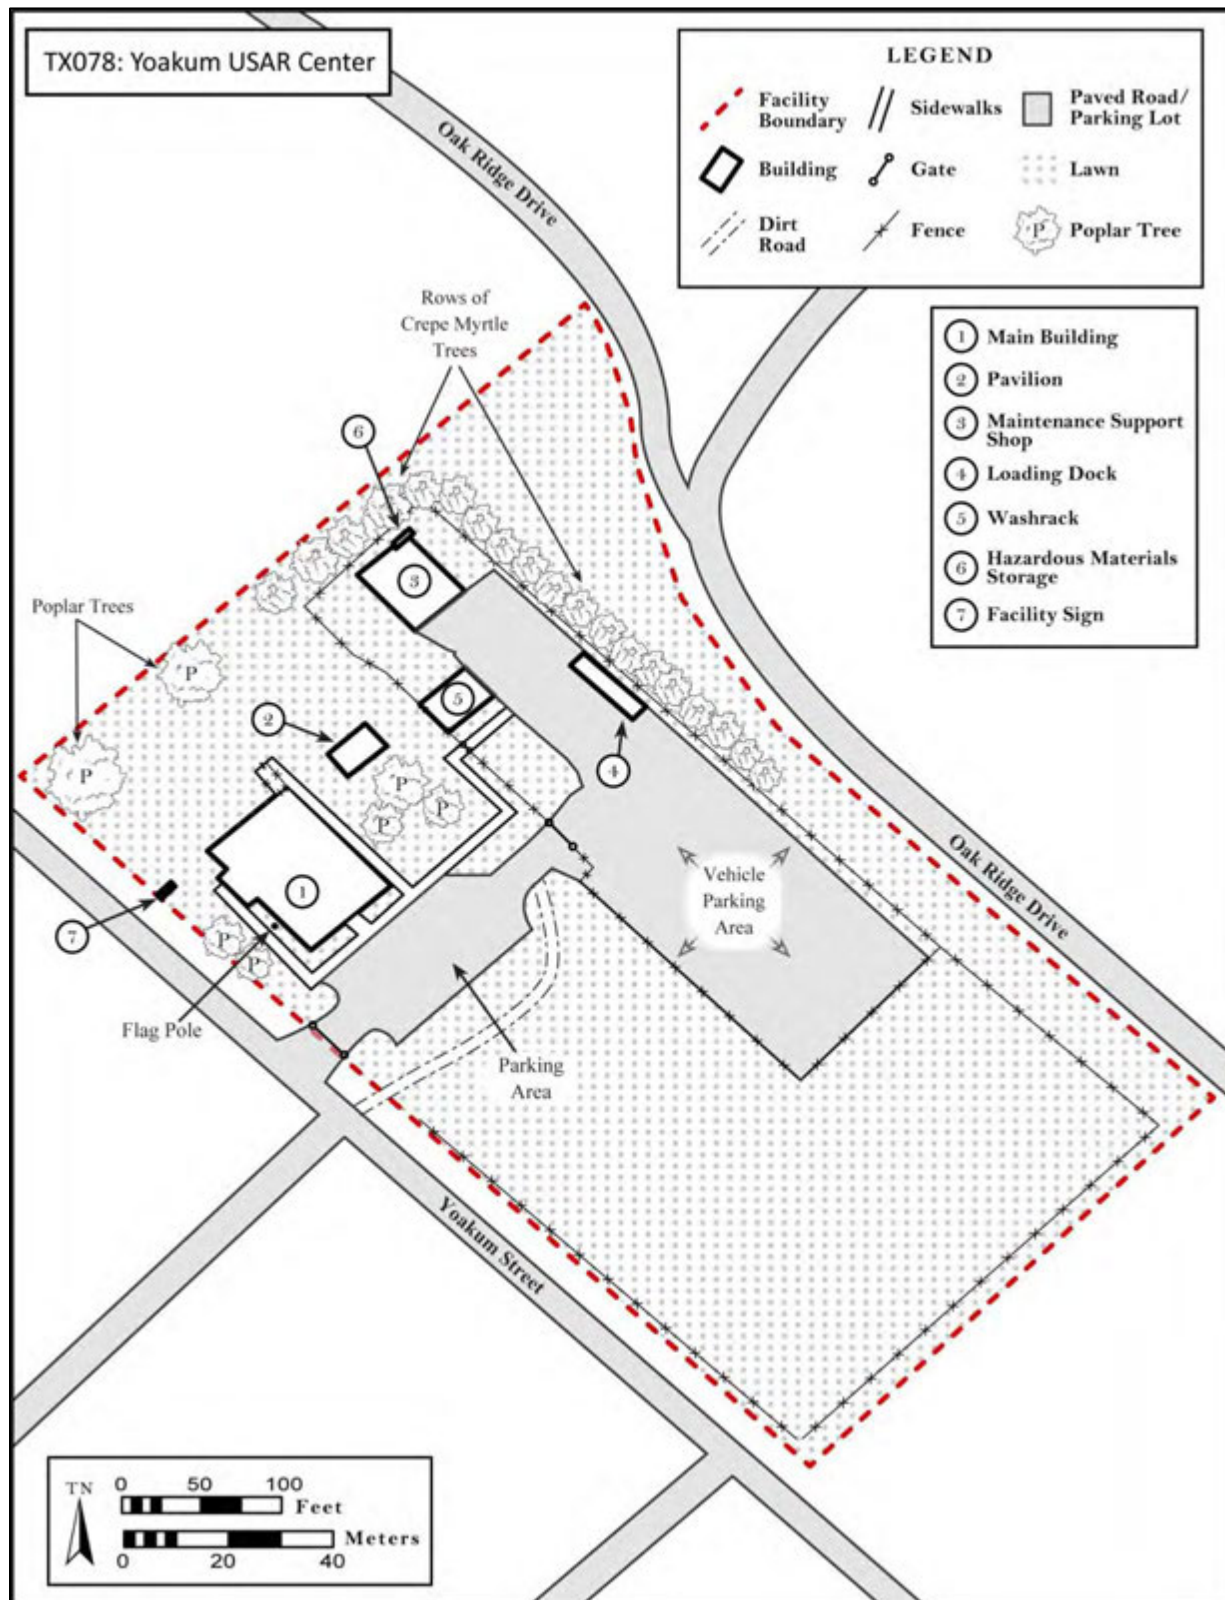 TX078: Yoakum USAR Center
LEGEND
Facility
Boundary
Sidewalks
Paved Road/
Parking Lot
Building
Gate
Lawn
Dirt
Road
Fence
P
Poplar Tree
1 Main Building
2 Pavilion
3 Maintenance Support
Shop
4 Loading Dock
5 Washrack
6 Hazardous Materials
Storage
7 Facility Sign
Oak Ridge Drive
Rows of
Crepe Myrtle
Trees
6
3
Poplar Trees
P
5
2
4
P
P
P
P
1
Vehicle
Parking
Area
Oak Ridge Drive
7
P
P
Flag Pole
Parking
Area
Yoakum Street
TN
0 50 100
Feet
Meters
0 20 40